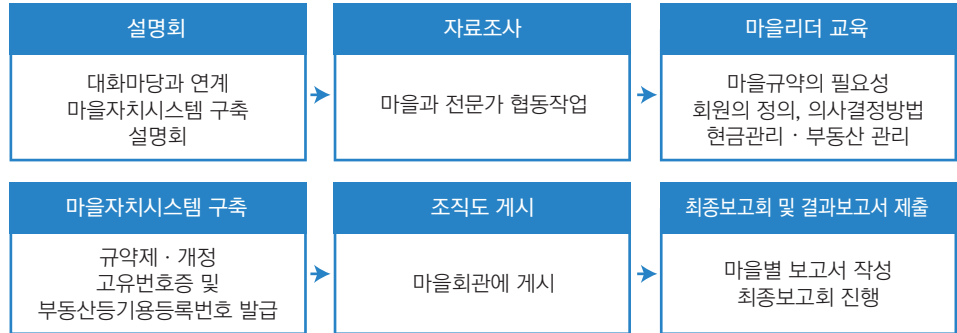 설명회
대화마당과 연계
마을자치시스템 구축
설명회
자료조사
마을과 전문가 협동작업
마을리더 교육
마을규약의 필요성
회원의 정의, 의사결정방법
현금관리 · 부동산 관리
마을자치시스템 구축
규약제 · 개정
고유번호증 및
부동산등기용등록번호 발급
조직도 게시
마을회관에 게시
최종보고회 및 결과보고서 제출
마을별 보고서 작성
최종보고회 진행